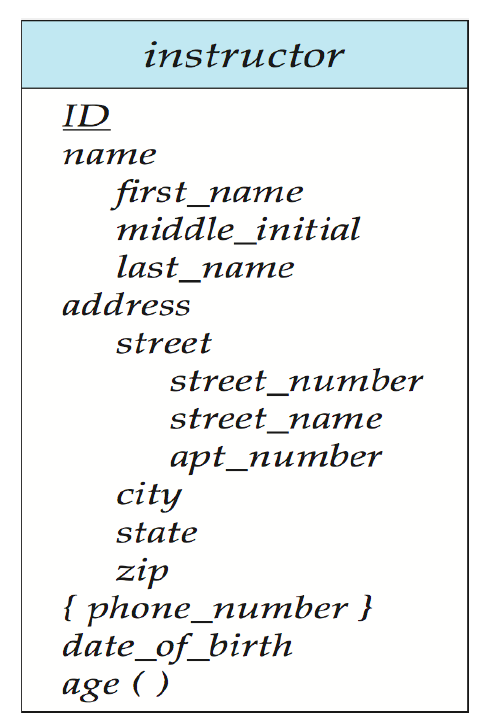 instructor
ID
name
first_name
middle_initial
last_name
address
street
street_number
street_name
apt_number
city
state
zip
{ phone_number }
date_of_birth
age ( )